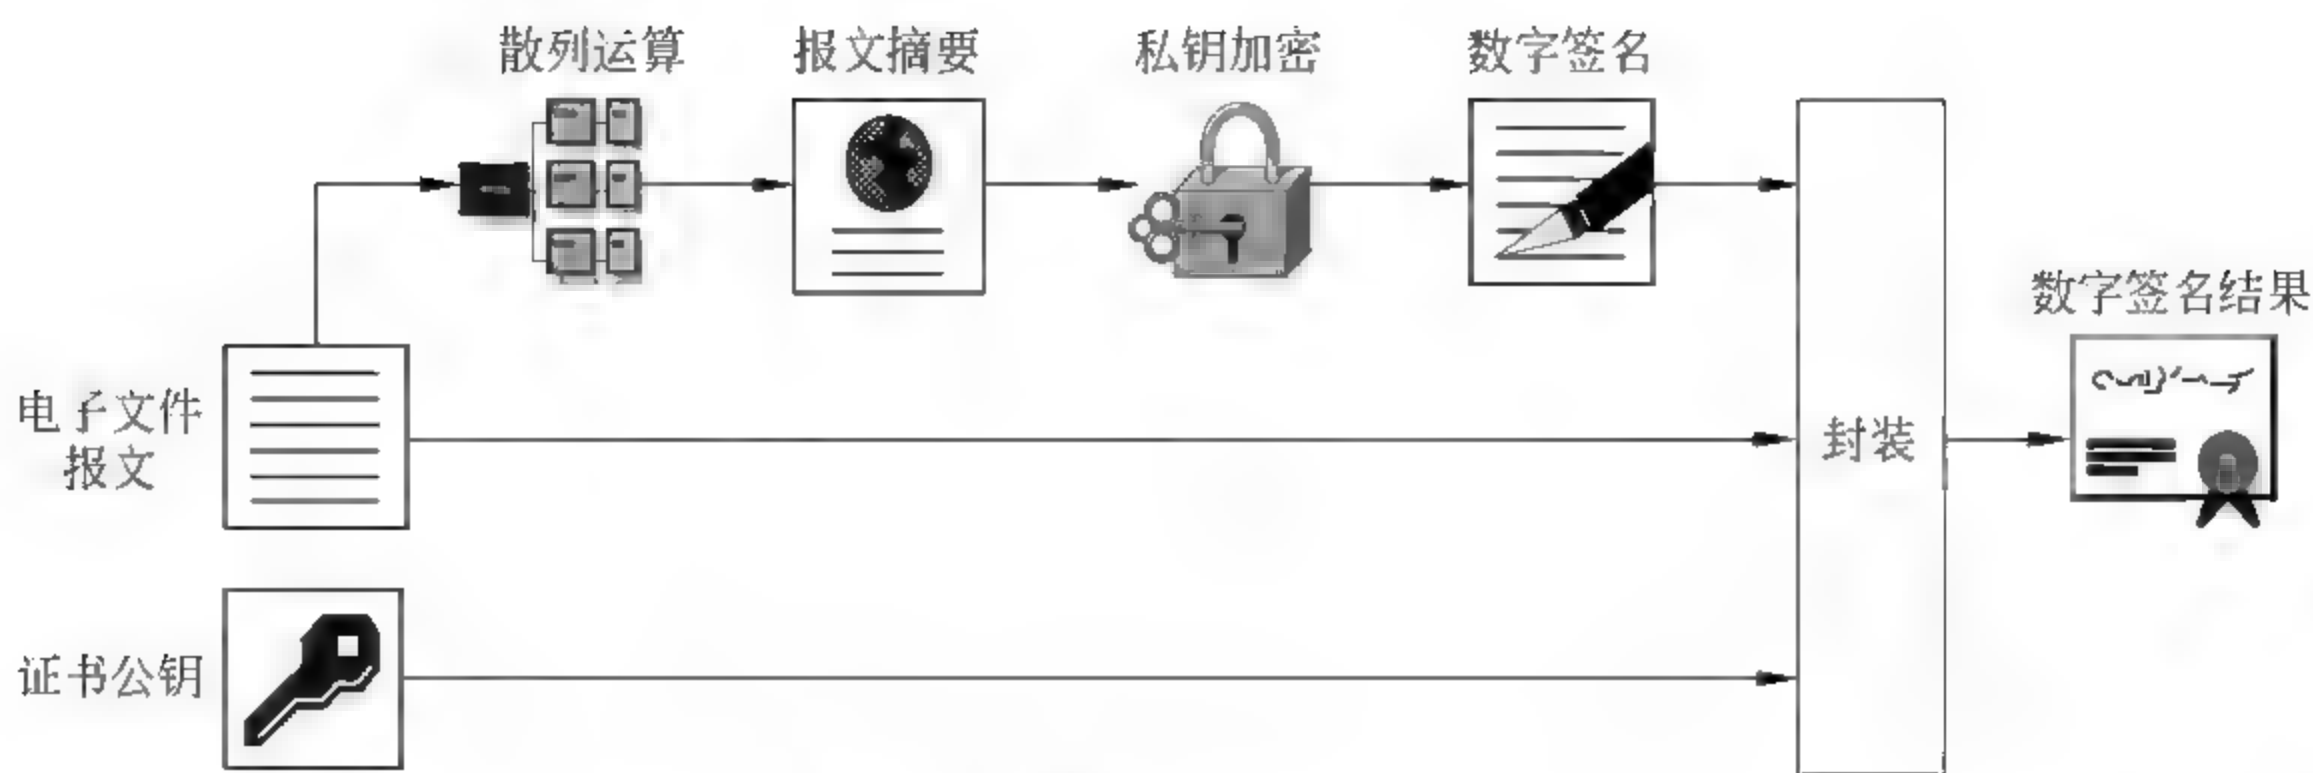 散列运算
报文摘要
私钥加密
数字签名
数字签名结果
电子文件
报文
封装
证书公钥